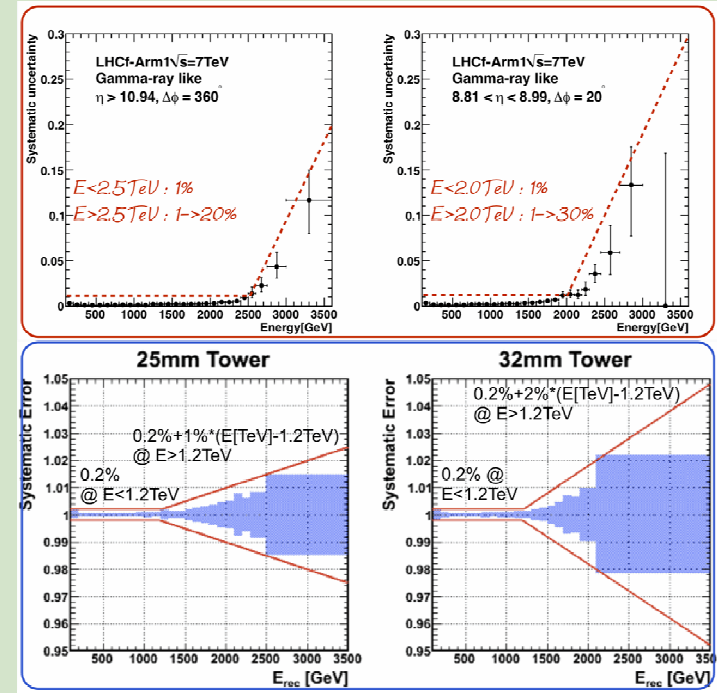 LHCf-Arm1√s=7TeV
Gamma-ray like
η > 10.94, Δϕ = 360°
Systematic uncertainty
0.3
0.25
0.2
0.15
0.1
0.05
0
E<2.5TeV : 1%
E>2.5TeV : 1->20%
500 1000 1500 2000 2500 3000 3500
Energy[GeV]
LHCf-Arm1√s=7TeV
Gamma-ray like
8.81 < η < 8.99, Δϕ = 20°
Systematic uncertainty
0.3
0.25
0.2
0.15
0.1
0.05
0
E<2.0TeV : 1%
E>2.0TeV : 1->30%
500 1000 1500 2000 2500 3000 3500
Energy[GeV]
25mm Tower
Systematic Error
1.05
1.04
1.03
1.02
1.01
1
0.99
0.98
0.97
0.96
0.95
0.2%+1%*(E[TeV]-1.2TeV)
@ E>1.2TeV
0.2%
@ E<1.2TeV
500 1000 1500 2000 2500 3000 3500
E_rec [GeV]
32mm Tower
Systematic Error
1.05
1.04
1.03
1.02
1.01
1
0.99
0.98
0.97
0.96
0.95
0.2%+2%*(E[TeV]-1.2TeV)
@ E>1.2TeV
0.2% @
E<1.2TeV
500 1000 1500 2000 2500 3000 3500
E_rec [GeV]